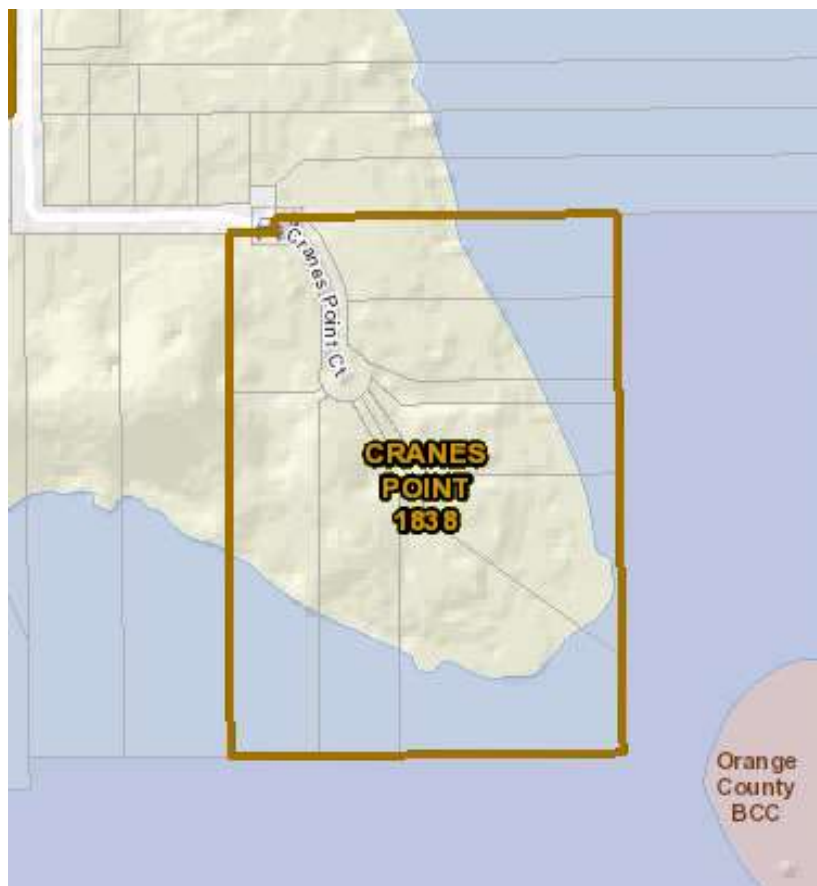 Cranes Point Ct
CRANES
POINT
1838
Orange
County
BCC